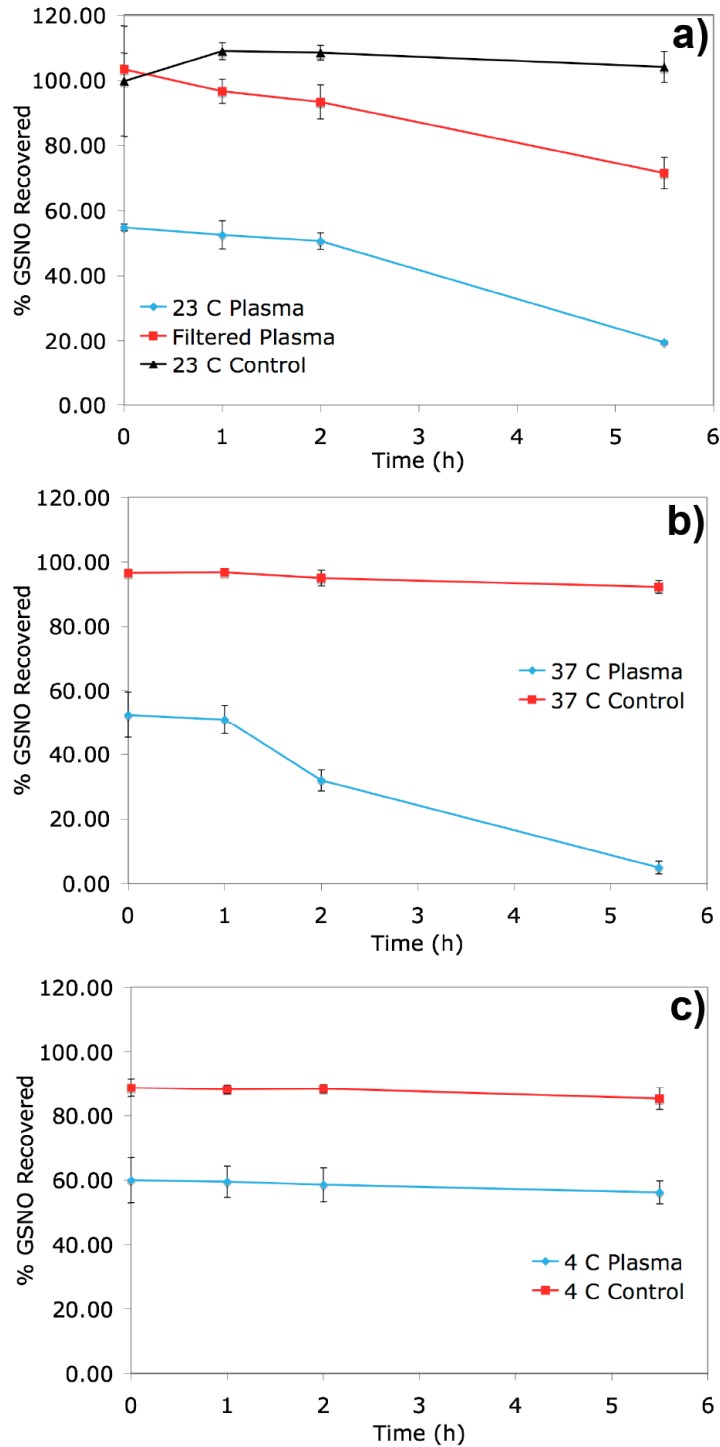 a)
120.00
100.00
80.00
60.00
40.00
20.00
0.00
% GSNO Recovered
23 C Plasma
Filtered Plasma
23 C Control
0 1 2 3 4 5 6
Time (h)
b)
120.00
100.00
80.00
60.00
40.00
20.00
0.00
% GSNO Recovered
37 C Plasma
37 C Control
0 1 2 3 4 5 6
Time (h)
c)
120.00
100.00
80.00
60.00
40.00
20.00
0.00
% GSNO Recovered
4 C Plasma
4 C Control
0 1 2 3 4 5 6
Time (h)